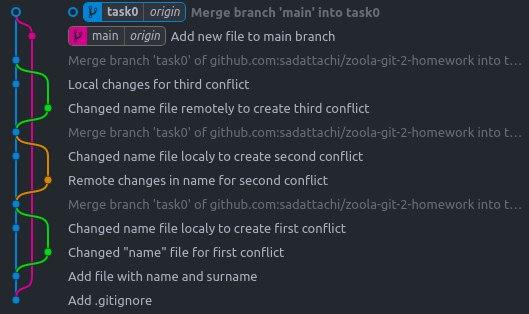 task0 origin Merge branch 'main' into task0
main origin Add new file to main branch
Merge branch 'task0' of github.com:sadattachi/zoola-git-2-homework into t...
Local changes for third conflict
Changed name file remotely to create third conflict
Merge branch 'task0' of github.com:sadattachi/zoola-git-2-homework into t...
Changed name file localy to create second conflict
Remote changes in name for second conflict
Merge branch 'task0' of github.com:sadattachi/zoola-git-2-homework into t...
Changed name file localy to create first conflict
Changed "name" file for first conflict
Add file with name and surname
Add .gitignore